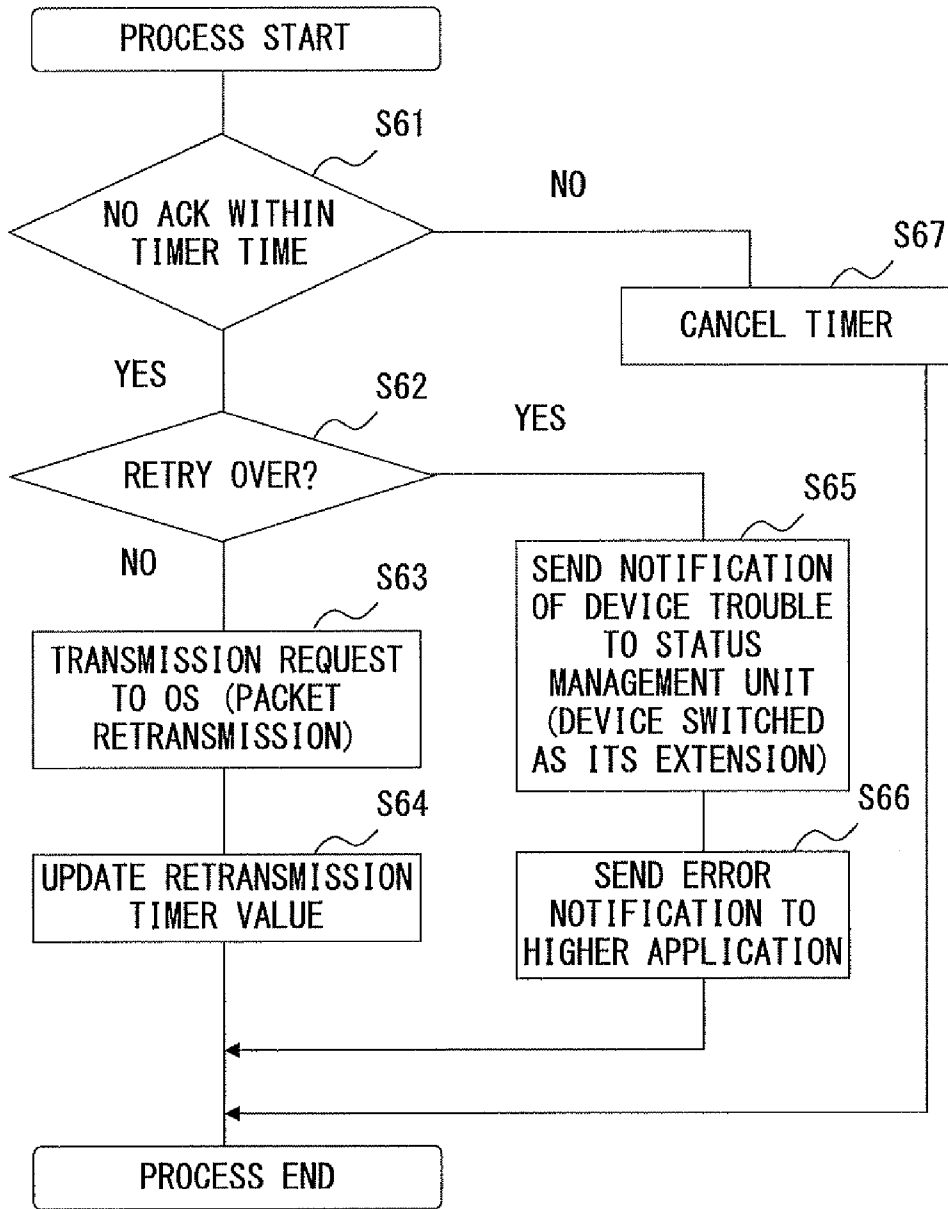 PROCESS START
S61
NO ACK WITHIN
TIMER TIME
NO
S67
CANCEL TIMER
YES
S62
RETRY OVER?
YES
NO
S63
TRANSMISSION REQUEST
TO OS (PACKET
RETRANSMISSION)
S64
UPDATE RETRANSMISSION
TIMER VALUE
S65
SEND NOTIFICATION
OF DEVICE TROUBLE
TO STATUS
MANAGEMENT UNIT
(DEVICE SWITCHED
AS ITS EXTENSION)
S66
SEND ERROR
NOTIFICATION TO
HIGHER APPLICATION
PROCESS END